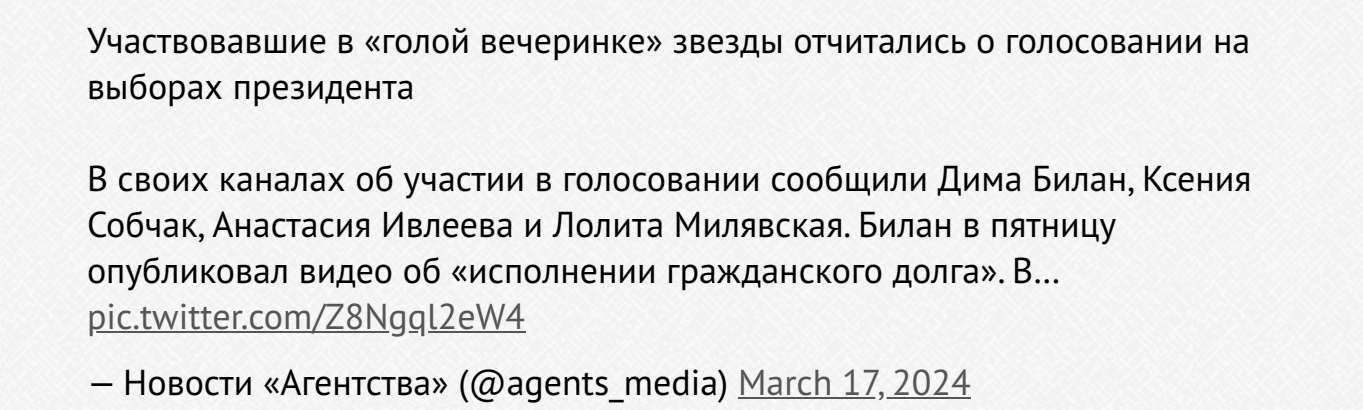 Участвовавшие в «голой вечеринке» звезды отчитались о голосовании на
выборах президента
В своих каналах об участии в голосовании сообщили Дима Билан, Ксения
Собчак, Анастасия Ивлеева и Лолита Милявская. Билан в пятницу
опубликовал видео об «исполнении гражданского долга». В…
pic.twitter.com/Z8Ngql2eW4
— Новости «Агентства» (@agents_media) March 17, 2024